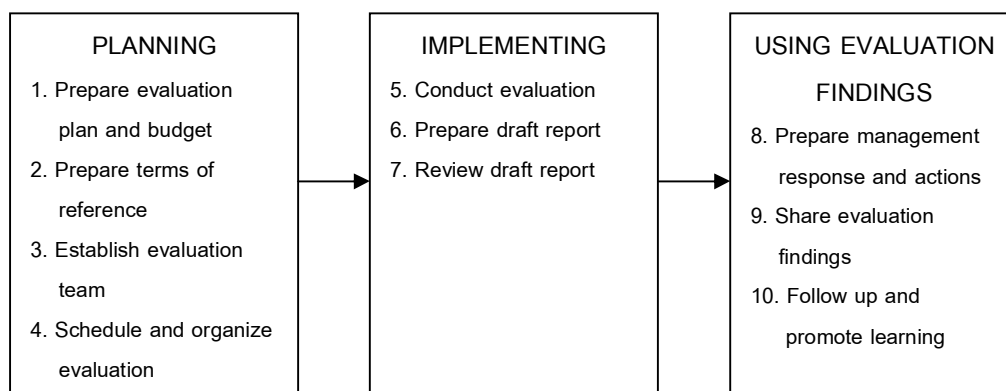 PLANNING
1. Prepare evaluation
plan and budget
2. Prepare terms of
reference
3. Establish evaluation
team
4. Schedule and organize
evaluation
IMPLEMENTING
5. Conduct evaluation
6. Prepare draft report
7. Review draft report
USING EVALUATION
FINDINGS
8. Prepare management
response and actions
9. Share evaluation
findings
10. Follow up and
promote learning